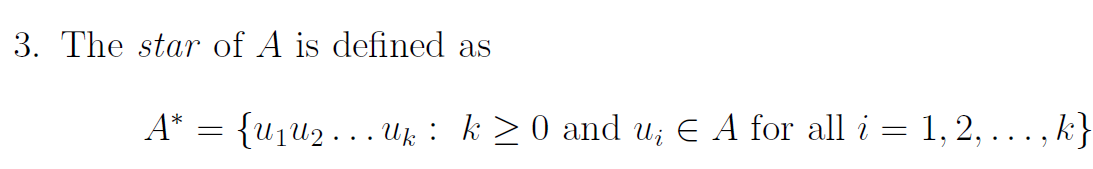 3. The star of A is defined as
A* = {u₁u₂ . . . uₖ : k ≥ 0 and uᵢ ∈ A for all i = 1, 2, . . . , k}